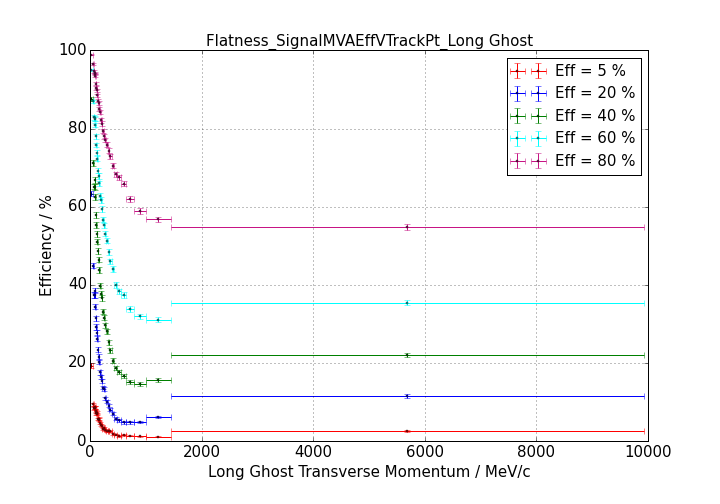 Flatness_SignalMVAEffVTrackPt_Long Ghost
100
80
60
40
20
0
Efficiency / %
Eff = 5 %
Eff = 20 %
Eff = 40 %
Eff = 60 %
Eff = 80 %
0 2000 4000 6000 8000 10000
Long Ghost Transverse Momentum / MeV/c